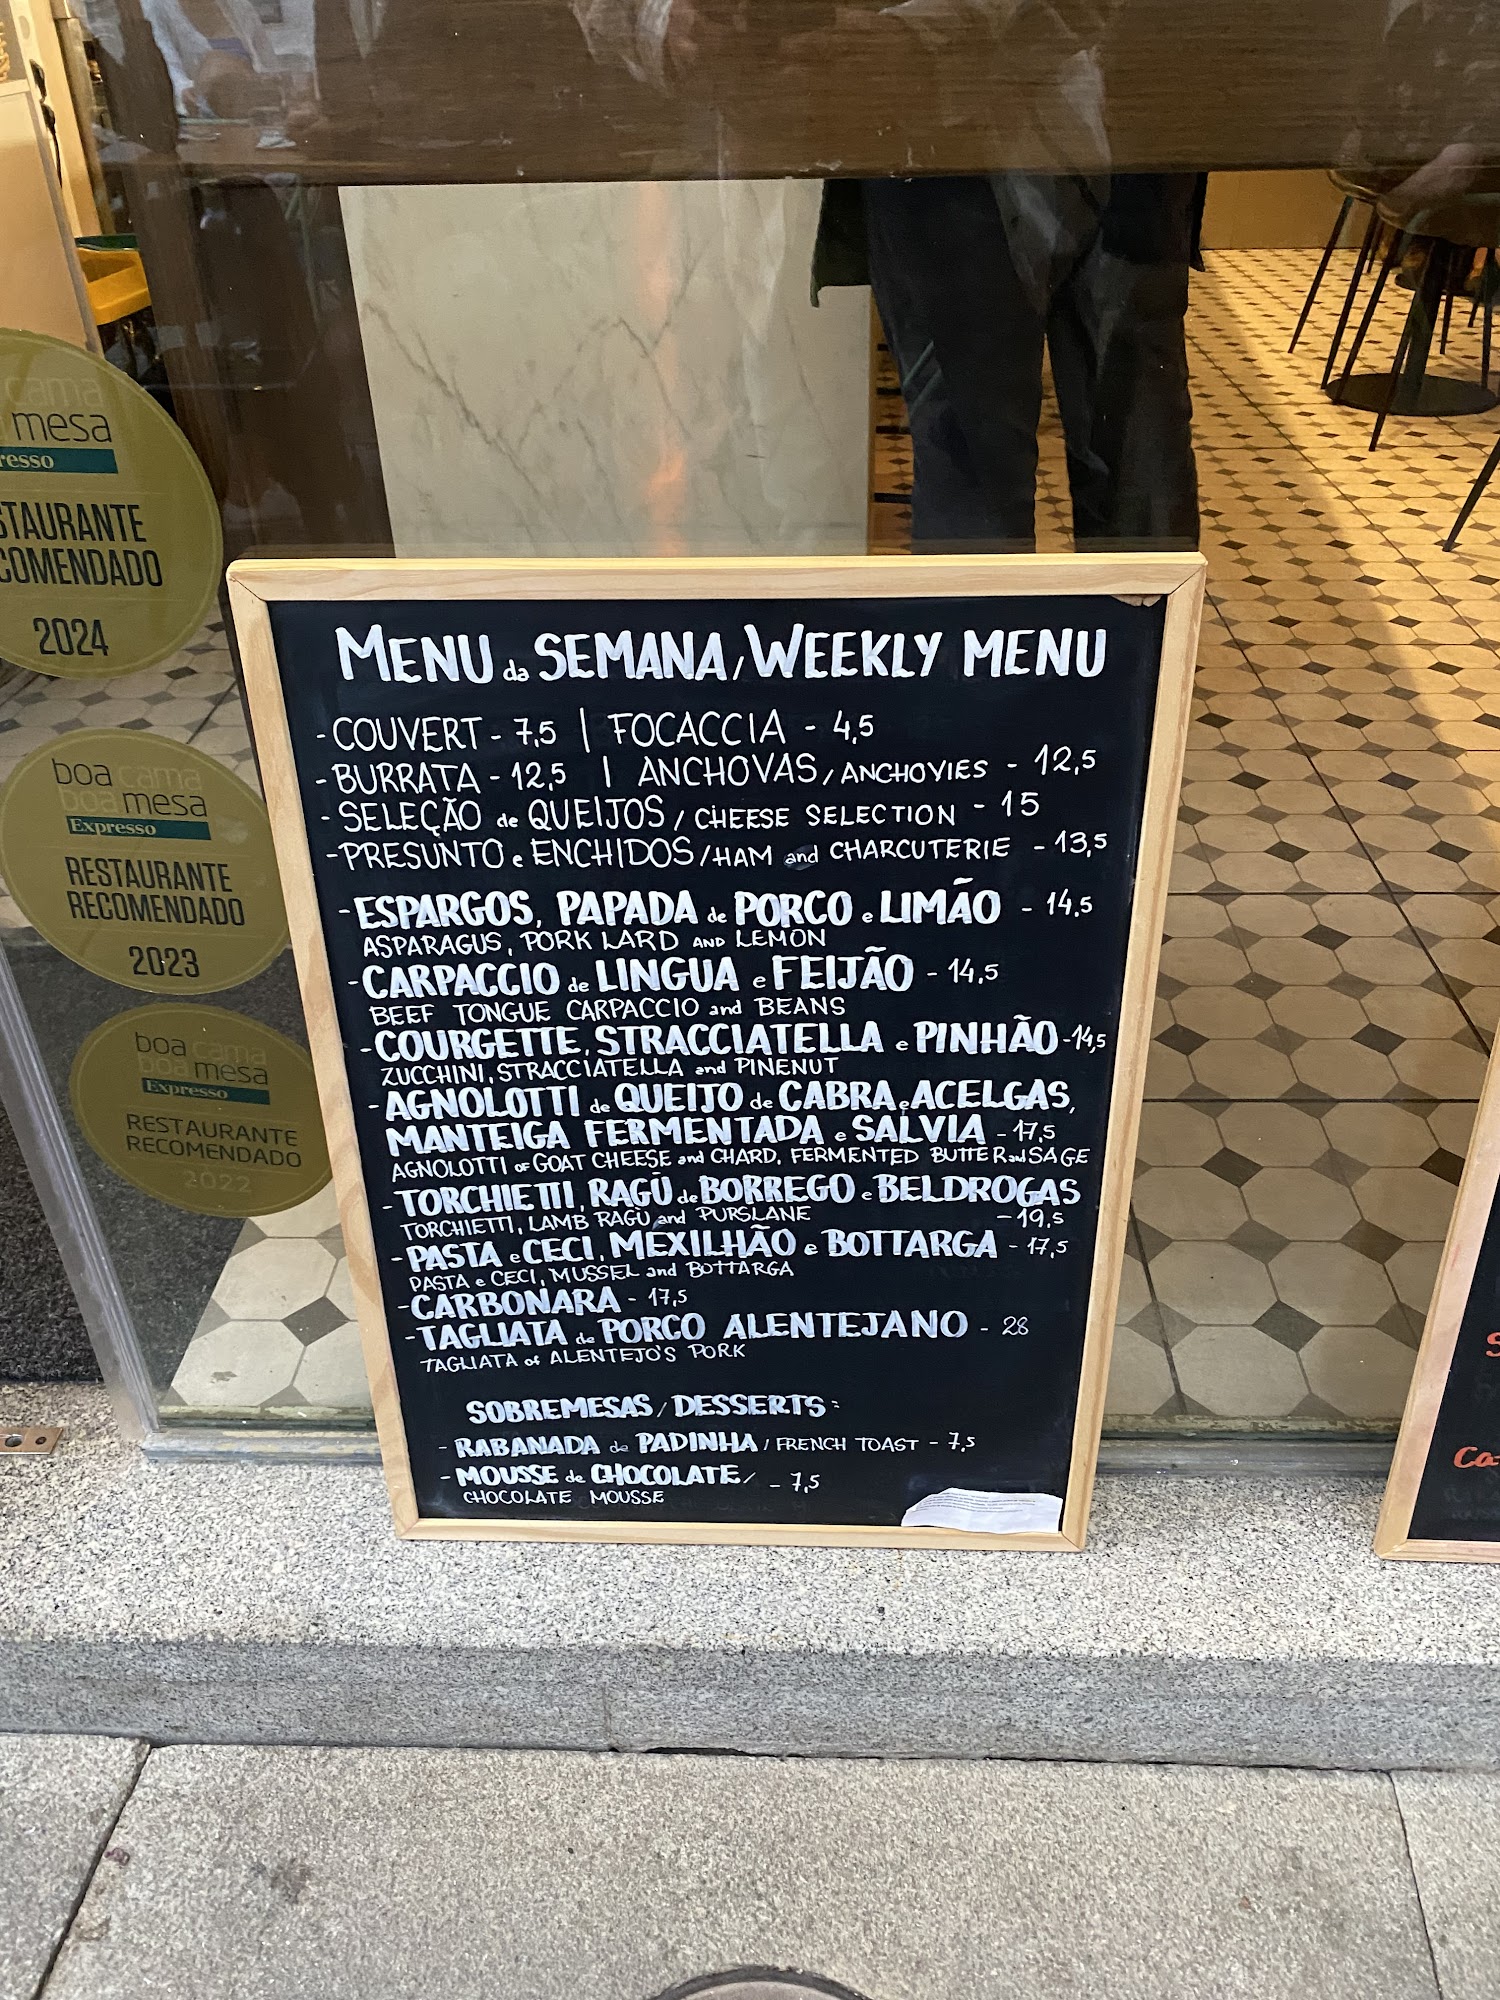 MENU da SEMANA / WEEKLY MENU
- COUVERT - 7,5 | FOCACCIA - 4,5
- BURRATA - 12,5 | ANCHOVAS / ANCHOVIES - 12,5
- SELEÇÃO de QUEIJOS / CHEESE SELECTION - 15
- PRESUNTO e ENCHIDOS / HAM and CHARCUTERIE - 13,5
- ESPARGOS, PAPADA de PORCO e LIMÃO - 14,5
ASPARAGUS, PORK LARD AND LEMON
- CARPACCIO de LINGUA e FEIJÃO - 14,5
BEEF TONGUE CARPACCIO and BEANS
- COURGETTE, STRACCIATELLA e PINHÃO - 14,5
ZUCCHINI, STRACCIATELLA and PINENUT
- AGNOLOTTI de QUEIJO de CABRA e ACELGAS,
MANTEIGA FERMENTADA e SALVIA - 17,5
AGNOLOTTI OF GOAT CHEESE and CHARD, FERMENTED BUTTER and SAGE
- TORCHIETTI, RAGÙ de BORREGO e BELDROGAS
TORCHIETTI, LAMB RAGÙ and PURSLANE - 19,5
- PASTA e CECI, MEXILHÃO e BOTTARGA - 17,5
PASTA e CECI, MUSSEL and BOTTARGA
- CARBONARA - 17,5
- TAGLIATA de PORCO ALENTEJANO - 28
TAGLIATA of ALENTEJO'S PORK
SOBREMESAS / DESSERTS:
- RABANADA de PADINHA / FRENCH TOAST - 7,5
- MOUSSE de CHOCOLATE / - 7,5
CHOCOLATE MOUSSE
cama
mesa
resso
STAURANTE
COMENDADO
2024
boa cama
boa mesa
Expresso
RESTAURANTE
RECOMENDADO
2023
boa cama
boa mesa
Expresso
RESTAURANTE
RECOMENDADO
2022
S
Ca